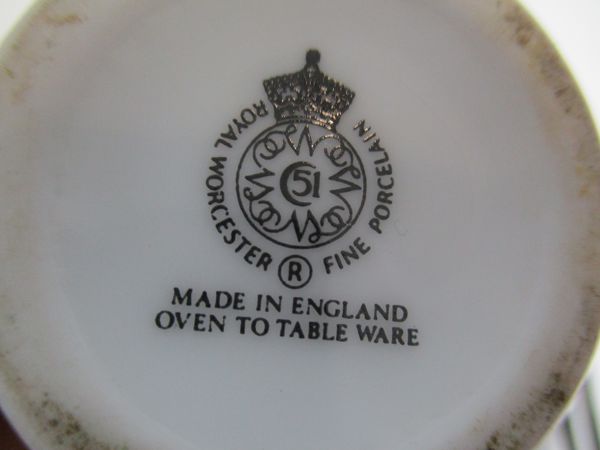 ROYAL WORCESTER FINE PORCELAIN
51
R
MADE IN ENGLAND
OVEN TO TABLE WARE